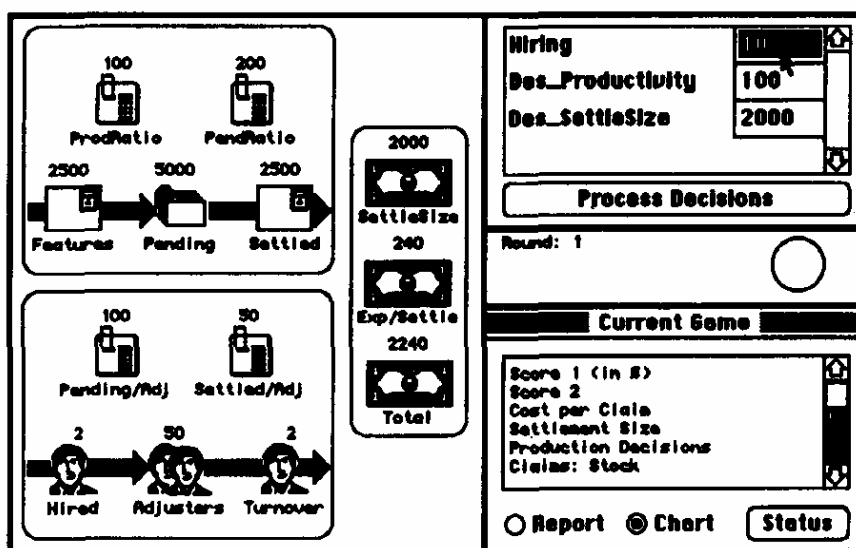 100 200
ProdRatio PendRatio
2500 5000 2500
Features Pending Settled
100 50
Pending/Adj Settled/Adj
2 50 2
Hired Adjusters Turnover
2000
SettleSize
240
Exp/Settle
2240
Total
Hiring
Des_Productivity 100
Des_SettleSize 2000
Process Decisions
Round: 1
Current Game
Score 1 (in %)
Score 2
Cost per Claim
Settlement Size
Production Decisions
Claims: Stock
Report Chart Status